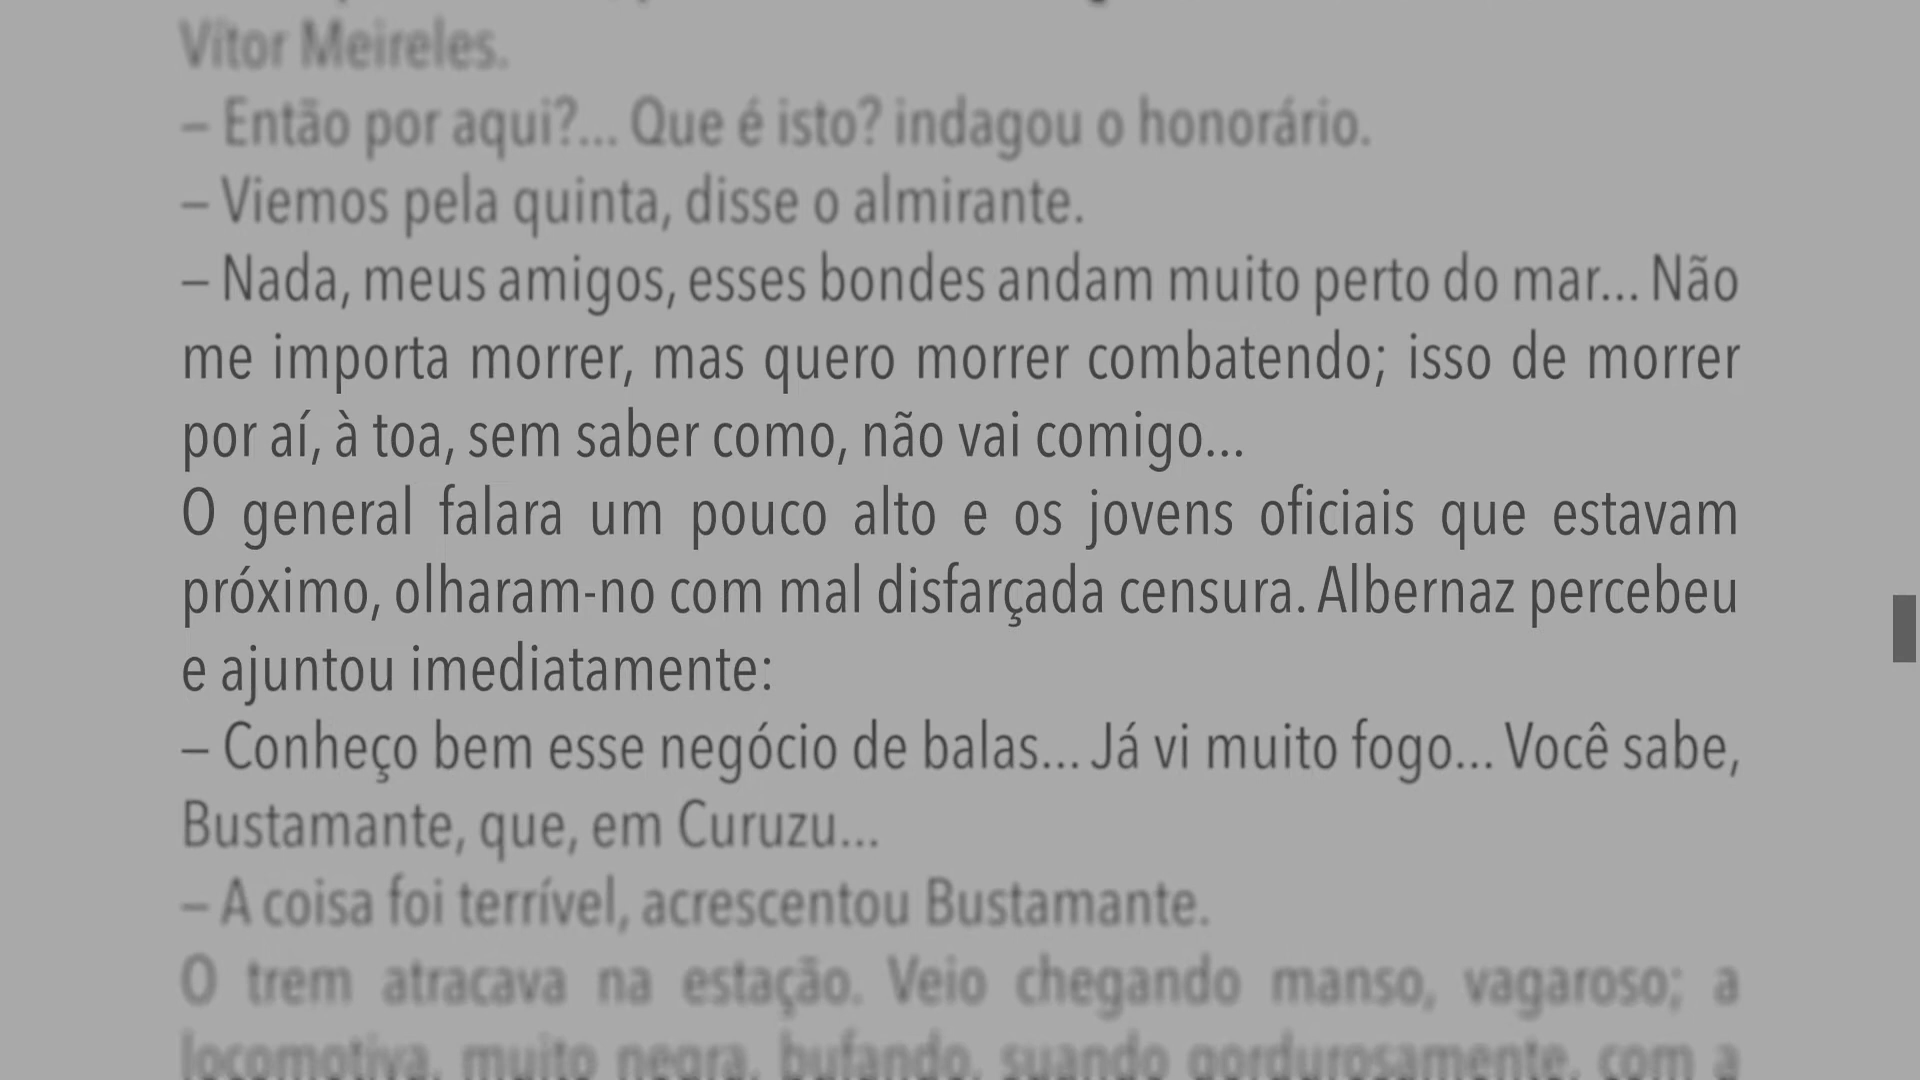 Vítor Meireles.
– Então por aqui?... Que é isto? indagou o honorário.
– Viemos pela quinta, disse o almirante.
– Nada, meus amigos, esses bondes andam muito perto do mar... Não
me importa morrer, mas quero morrer combatendo; isso de morrer
por aí, à toa, sem saber como, não vai comigo...
O general falara um pouco alto e os jovens oficiais que estavam
próximo, olharam-no com mal disfarçada censura. Albernaz percebeu
e ajuntou imediatamente:
– Conheço bem esse negócio de balas... Já vi muito fogo... Você sabe,
Bustamante, que, em Curuzu...
– A coisa foi terrível, acrescentou Bustamante.
O trem atracava na estação. Veio chegando manso, vagaroso; a
locomotiva, muito negra, bufando, suando gordurosamente, com a